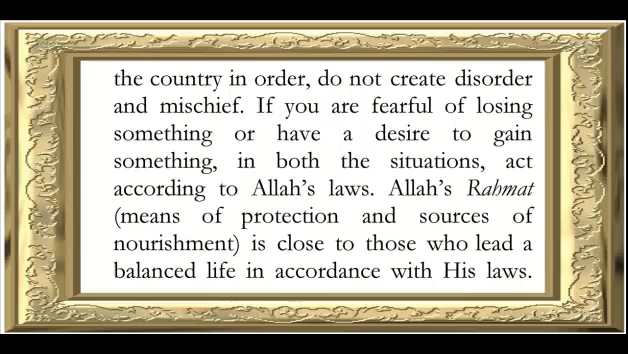 the country in order, do not create disorder
and mischief. If you are fearful of losing
something or have a desire to gain
something, in both the situations, act
according to Allah’s laws. Allah’s Rahmat
(means of protection and sources of
nourishment) is close to those who lead a
balanced life in accordance with His laws.